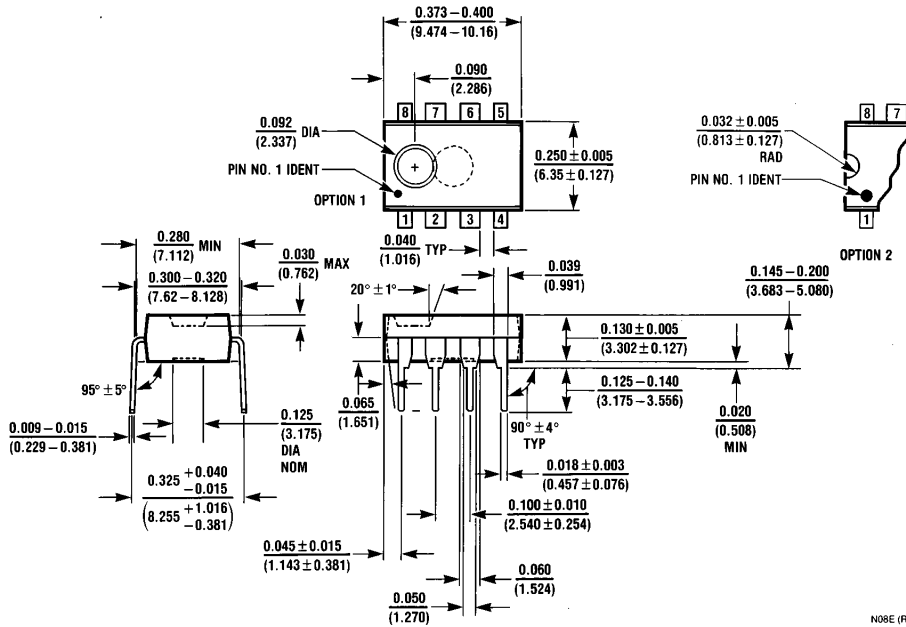 0.373 – 0.400
(9.474 – 10.16)
0.090
(2.286)
8 7 6 5
0.092 DIA
(2.337)
PIN NO. 1 IDENT
OPTION 1
1 2 3 4
0.250 ± 0.005
(6.35 ± 0.127)
8 7
0.032 ± 0.005
(0.813 ± 0.127)
RAD
PIN NO. 1 IDENT
1
OPTION 2
0.280 MIN
(7.112)
0.300 – 0.320
(7.62 – 8.128)
0.030 MAX
(0.762)
0.040 TYP
(1.016)
0.039
(0.991)
20° ± 1°
0.145 – 0.200
(3.683 – 5.080)
0.130 ± 0.005
(3.302 ± 0.127)
0.125 – 0.140
(3.175 – 3.556)
0.020
(0.508)
MIN
95° ± 5°
0.009 – 0.015
(0.229 – 0.381)
0.125
(3.175)
DIA
NOM
0.065
(1.651)
90° ± 4°
TYP
0.018 ± 0.003
(0.457 ± 0.076)
0.325 +0.040
−0.015
(8.255 +1.016
−0.381)
0.100 ± 0.010
(2.540 ± 0.254)
0.045 ± 0.015
(1.143 ± 0.381)
0.060
(1.524)
0.050
(1.270)
N08E (R